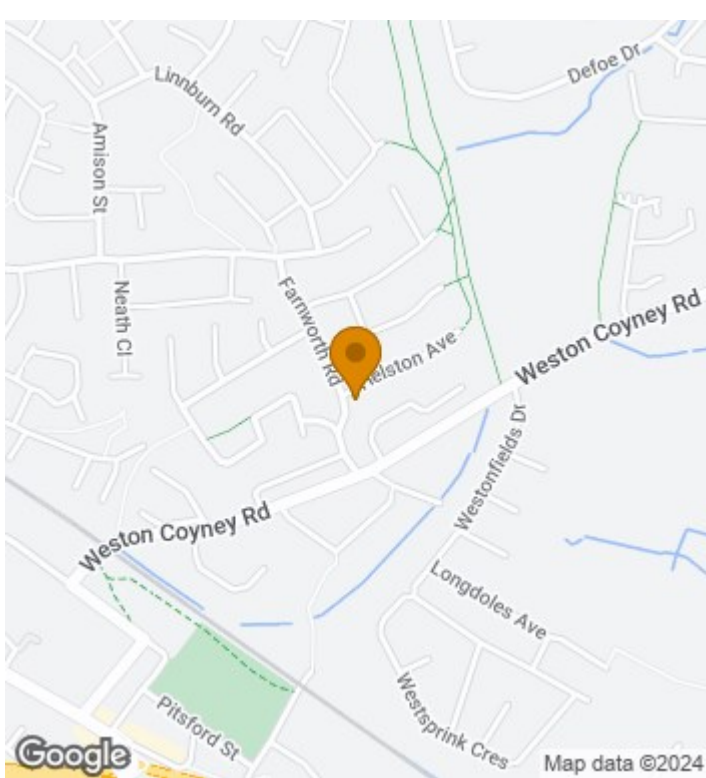 Defoe Dr
Linnburn Rd
Amison St
Neath Cl
Farnworth Rd
Helston Ave
Weston Coyney Rd
Westonfields Dr
Weston Coyney Rd
Longdoles Ave
Westsprink Cres
Pitsford St
Google
Map data ©2024